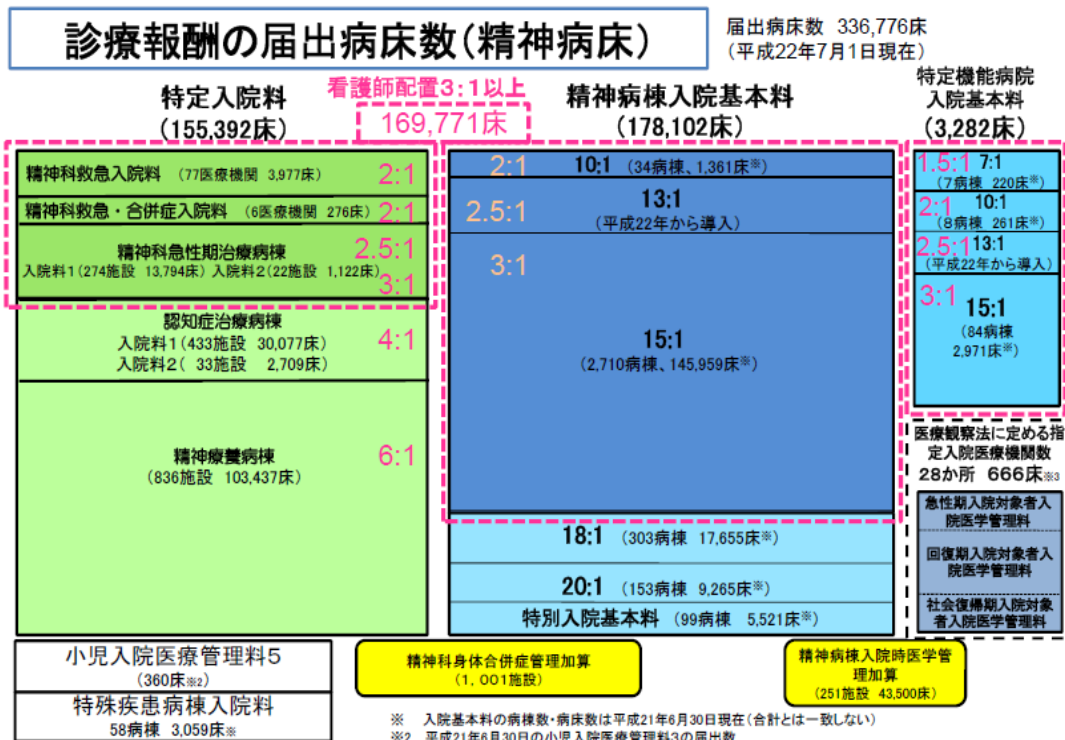 診療報酬の届出病床数(精神病床)
届出病床数 336,776床
(平成22年7月1日現在)
特定入院料
(155,392床)
看護師配置3:1以上
169,771床
精神病棟入院基本料
(178,102床)
特定機能病院
入院基本料
(3,282床)
精神科救急入院料 (77医療機関 3,977床) 2:1
精神科救急・合併症入院料 (6医療機関 276床) 2:1
精神科急性期治療病棟 2.5:1
入院料1(274施設 13,794床) 入院料2(22施設 1,122床)
3:1
認知症治療病棟
入院料1(433施設 30,077床) 4:1
入院料2( 33施設 2,709床)
精神療養病棟 6:1
(836施設 103,437床)
2:1 10:1 (34病棟、1,361床※)
2.5:1 13:1
(平成22年から導入)
3:1
15:1
(2,710病棟、145,959床※)
18:1 (303病棟 17,655床※)
20:1 (153病棟 9,265床※)
特別入院基本料 (99病棟 5,521床※)
1.5:1 7:1
(7病棟 220床※)
2:1 10:1
(8病棟 261床※)
2.5:1 13:1
(平成22年から導入)
3:1 15:1
(84病棟
2,971床※)
医療観察法に定める指
定入院医療機関数
28か所 666床※3
急性期入院対象者入
院医学管理料
回復期入院対象者入
院医学管理料
社会復帰期入院対象
者入院医学管理料
小児入院医療管理料5
(360床※2)
特殊疾患病棟入院料
58病棟 3,059床※
精神科身体合併症管理加算
(1,001施設)
精神病棟入院時医学管
理加算
(251施設 43,500床)
※ 入院基本料の病棟数・病床数は平成21年6月30日現在(合計とは一致しない)
※2 平成21年6月30日の小児入院医療管理料3の届出数